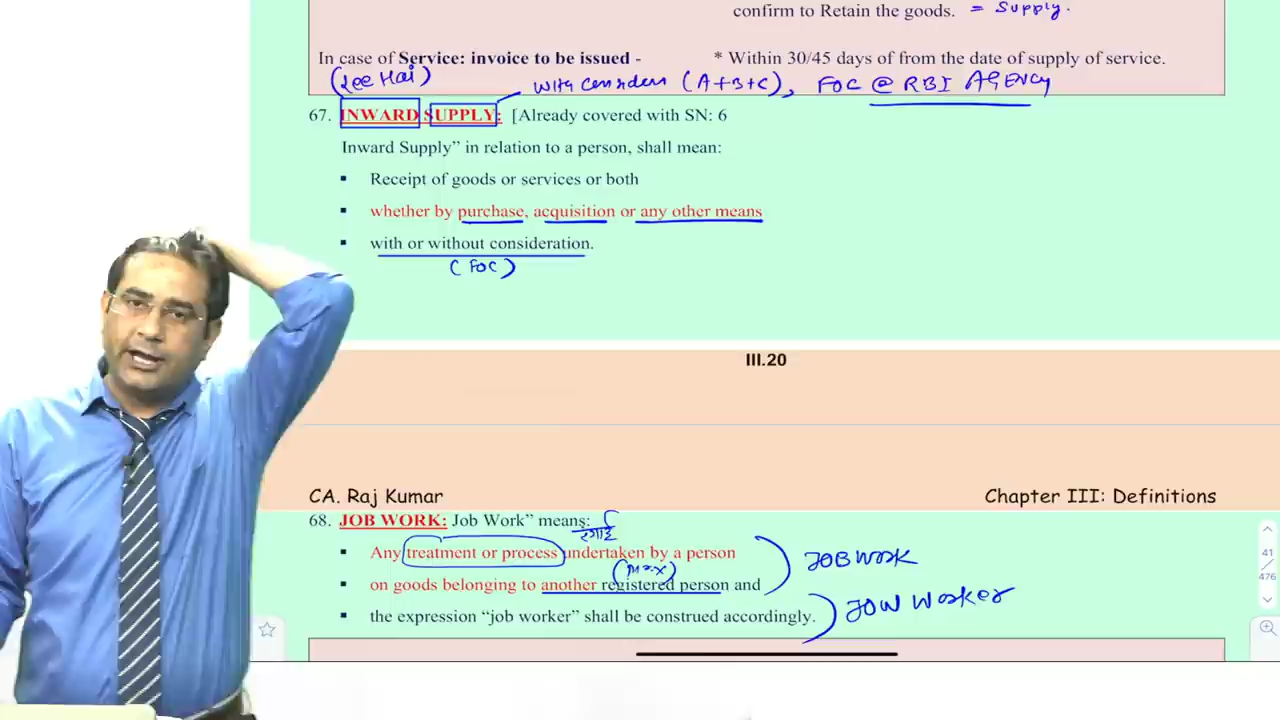 confirm to Retain the goods. = Supply.
In case of Service: invoice to be issued - * Within 30/45 days of from the date of supply of service.
(Lee Hai) with consider (A+B+C), FOC @ RBI AGENCY
67. INWARD SUPPLY: [Already covered with SN: 6
Inward Supply” in relation to a person, shall mean:
▪ Receipt of goods or services or both
▪ whether by purchase, acquisition or any other means
▪ with or without consideration.
(FOC)
III.20
CA. Raj Kumar Chapter III: Definitions
68. JOB WORK: Job Work” means:
▪ Any treatment or process undertaken by a person
▪ on goods belonging to another registered person and JOB WORK
▪ the expression “job worker” shall be construed accordingly. JOW Worker
41
476